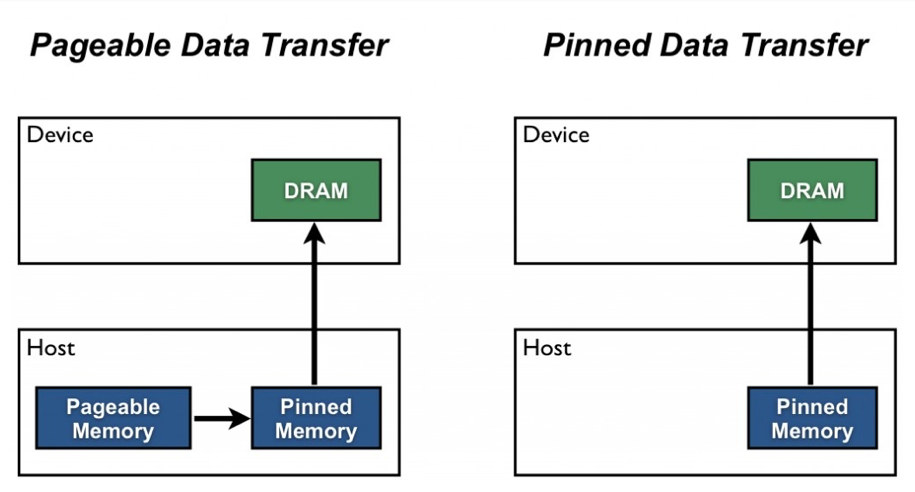 Pageable Data Transfer
Device
DRAM
Host
Pageable
Memory
Pinned
Memory
Pinned Data Transfer
Device
DRAM
Host
Pinned
Memory